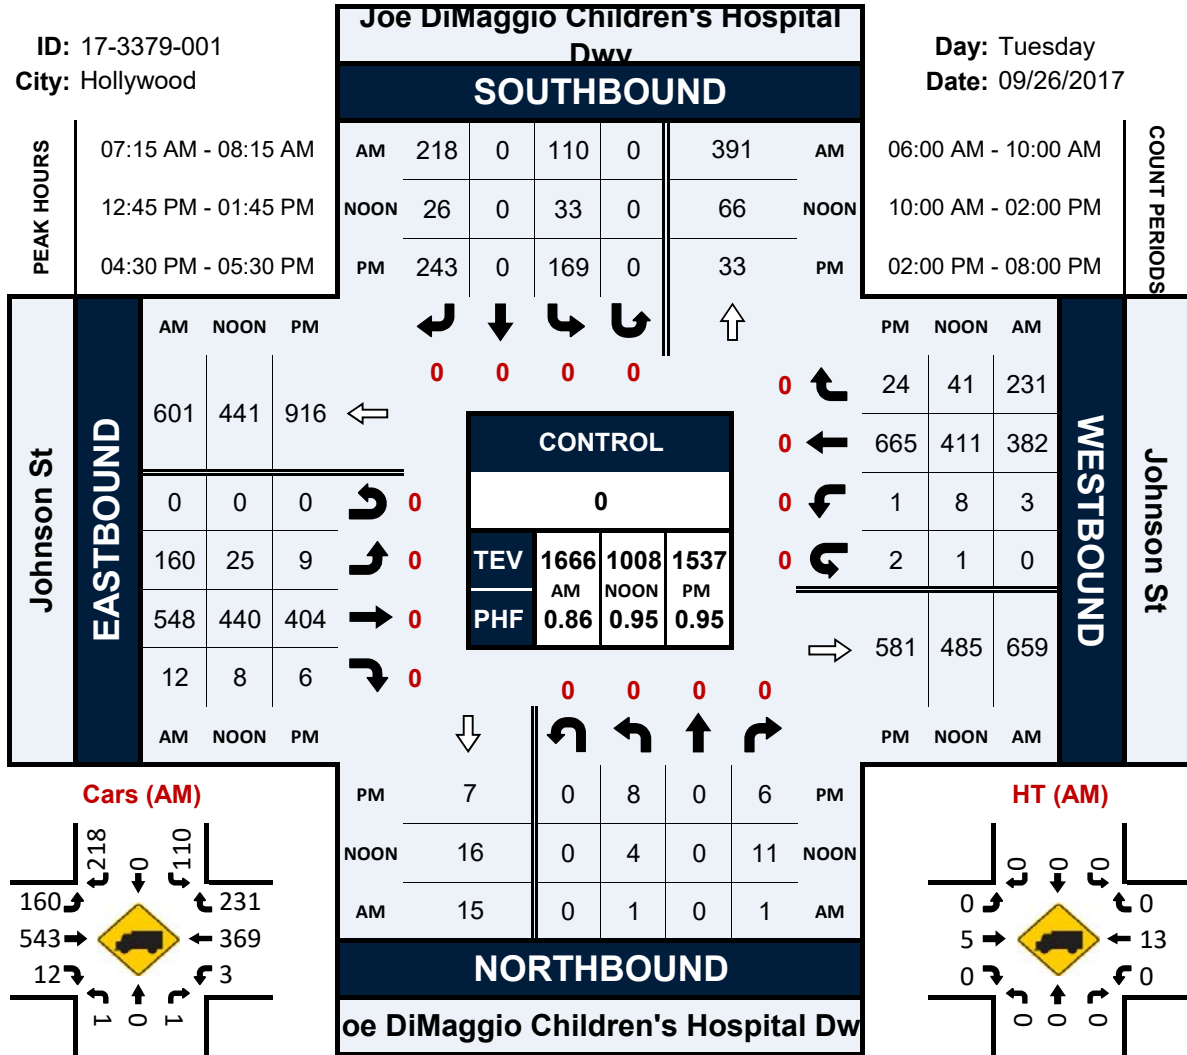 Joe DiMaggio Children's Hospital
Dwy
ID: 17-3379-001
City: Hollywood
Day: Tuesday
Date: 09/26/2017
SOUTHBOUND
PEAK HOURS
07:15 AM - 08:15 AM
12:45 PM - 01:45 PM
04:30 PM - 05:30 PM
AM 218 0 110 0 391 AM
NOON 26 0 33 0 66 NOON
PM 243 0 169 0 33 PM
06:00 AM - 10:00 AM
10:00 AM - 02:00 PM
02:00 PM - 08:00 PM
COUNT PERIODS
0 0 0 0
Johnson St
EASTBOUND
AM NOON PM
601 441 916
0 0 0 0
160 25 9 0
548 440 404 0
12 8 6 0
AM NOON PM
CONTROL
0
TEV 1666 1008 1537
AM NOON PM
PHF 0.86 0.95 0.95
PM NOON AM
0 24 41 231
0 665 411 382
0 1 8 3
0 2 1 0
581 485 659
PM NOON AM
WESTBOUND
Johnson St
0 0 0 0
PM 7 0 8 0 6 PM
NOON 16 0 4 0 11 NOON
AM 15 0 1 0 1 AM
NORTHBOUND
oe DiMaggio Children's Hospital Dw
Cars (AM)
218 0 110
160 231
543 369
12 3
1 0 1
HT (AM)
0 0 0
0 0
5 13
0 0
0 0 0